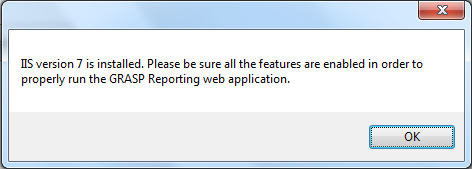 IIS version 7 is installed. Please be sure all the features are enabled in order to
properly run the GRASP Reporting web application.
OK